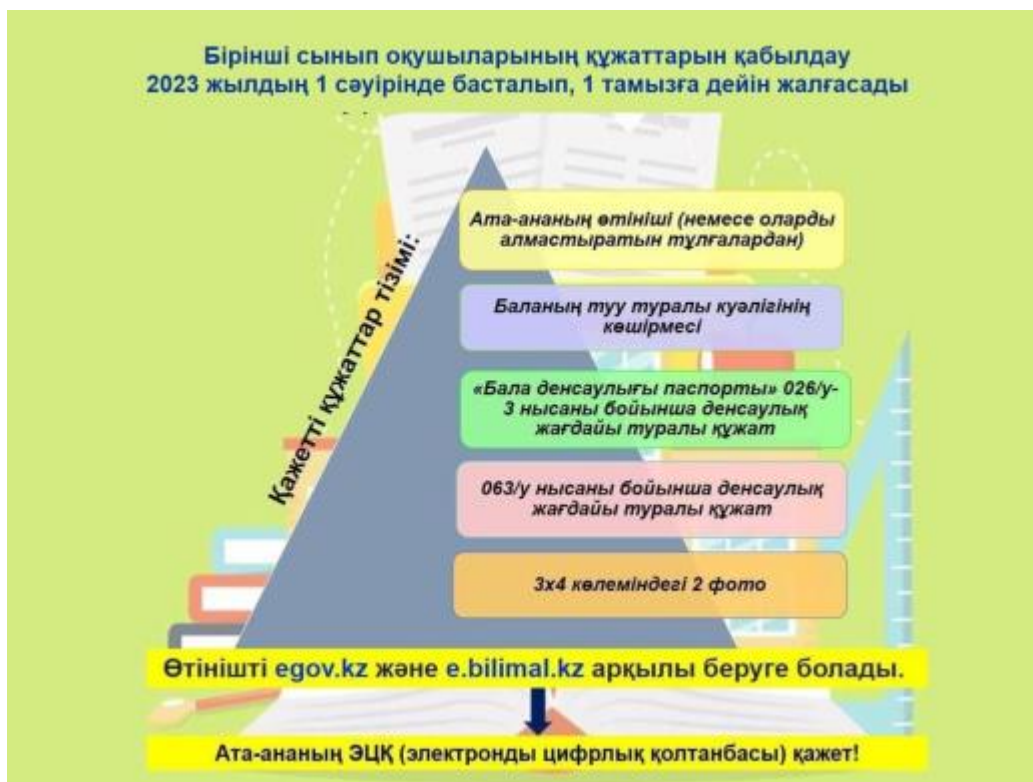 Бірінші сынып оқушыларының құжаттарын қабылдау
2023 жылдың 1 сәуірінде басталып, 1 тамызға дейін жалғасады
Қажетті құжаттар тізімі:
Ата-ананың өтініші (немесе оларды
алмастыратын тұлғалардан)
Баланың туу туралы куәлігінің
көшірмесі
«Бала денсаулығы паспорты» 026/у-
3 нысаны бойынша денсаулық
жағдайы туралы құжат
063/у нысаны бойынша денсаулық
жағдайы туралы құжат
3х4 көлеміндегі 2 фото
Өтінішті egov.kz және e.bilimal.kz арқылы беруге болады.
Ата-ананың ЭЦҚ (электронды цифрлық қолтанбасы) қажет!